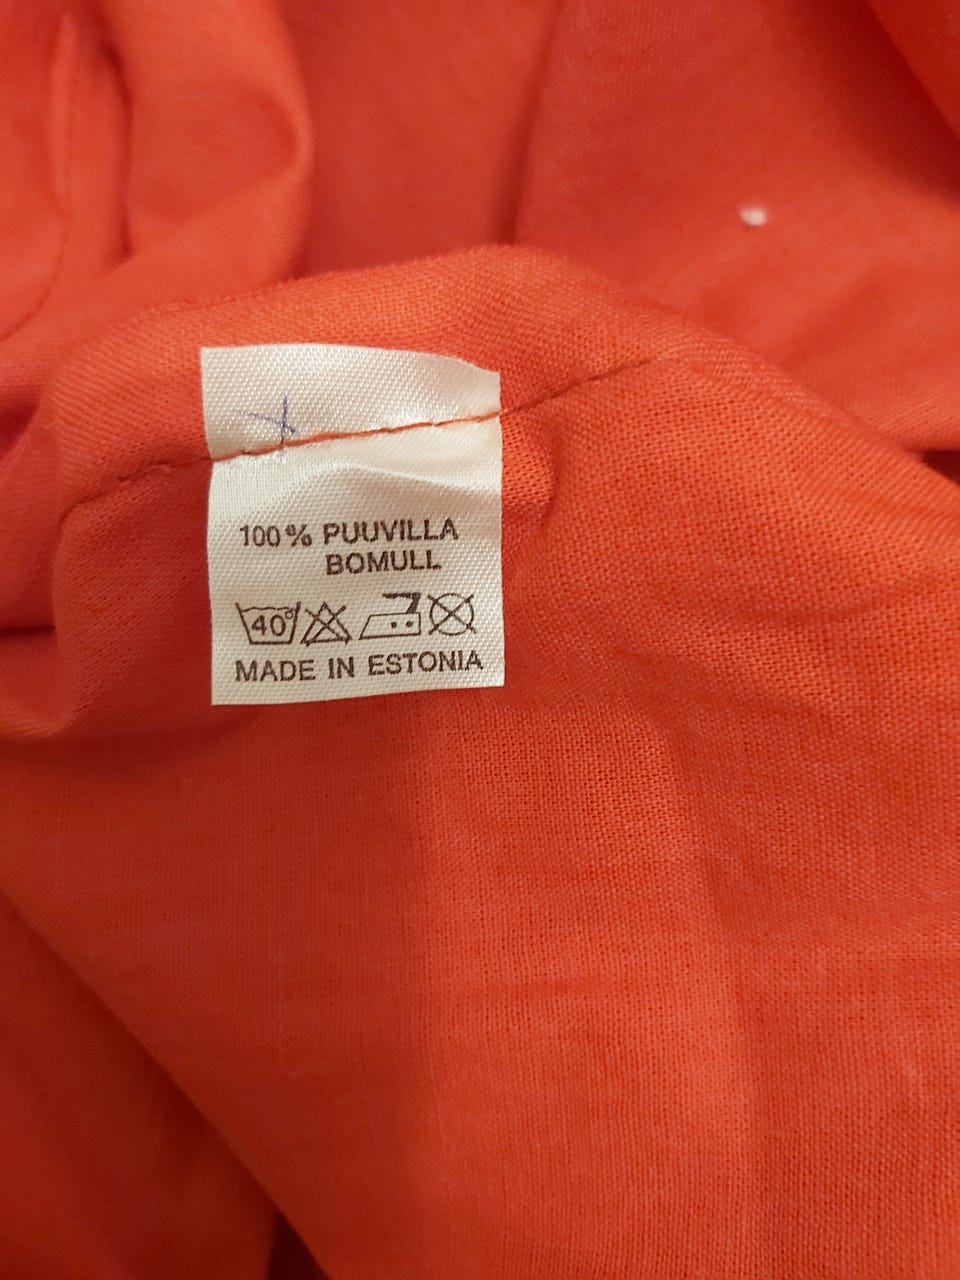 100% PUUVILLA
BOMULL
40°
MADE IN ESTONIA